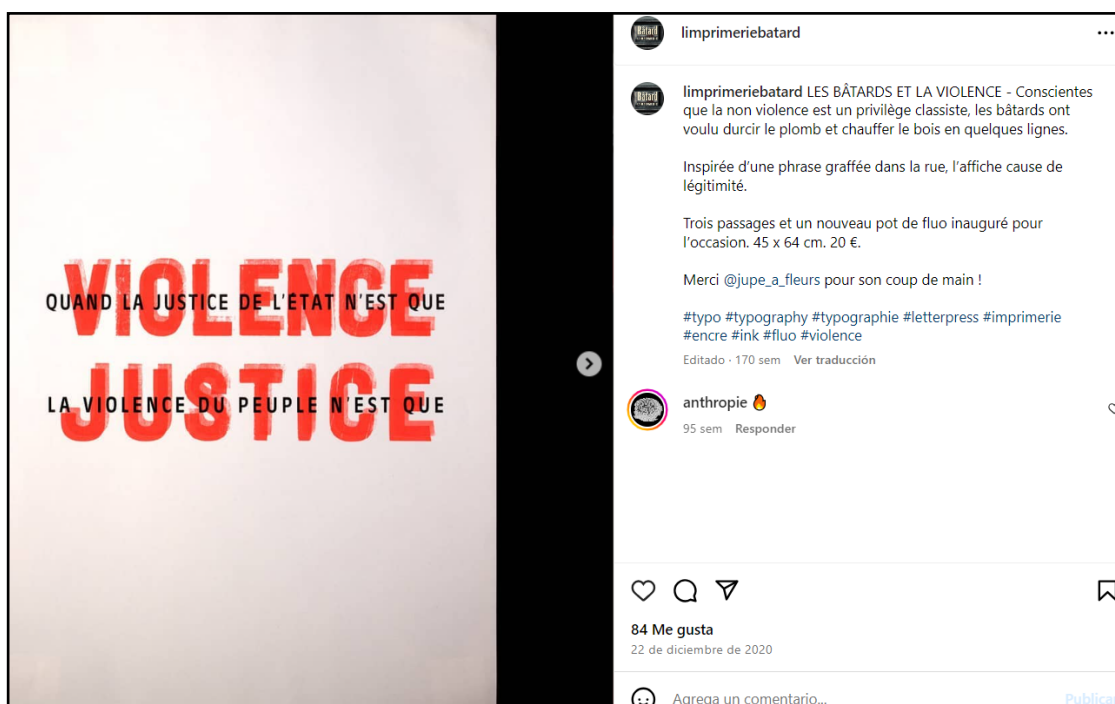 VIOLENCE
QUAND LA JUSTICE DE L'ÉTAT N'EST QUE
JUSTICE
LA VIOLENCE DU PEUPLE N'EST QUE
Bâtard
limprimeriebatard
Bâtard
limprimeriebatard LES BÂTARDS ET LA VIOLENCE - Conscientes
que la non violence est un privilège classiste, les bâtards ont
voulu durcir le plomb et chauffer le bois en quelques lignes.
Inspirée d'une phrase graffée dans la rue, l'affiche cause de
légitimité.
Trois passages et un nouveau pot de fluo inauguré pour
l'occasion. 45 x 64 cm. 20 €.
Merci @jupe_a_fleurs pour son coup de main !
#typo #typography #typographie #letterpress #imprimerie
#encre #ink #fluo #violence
Editado · 170 sem Ver traducción
anthropie 🔥
95 sem Responder
84 Me gusta
22 de diciembre de 2020
Agrega un comentario...
Publicar